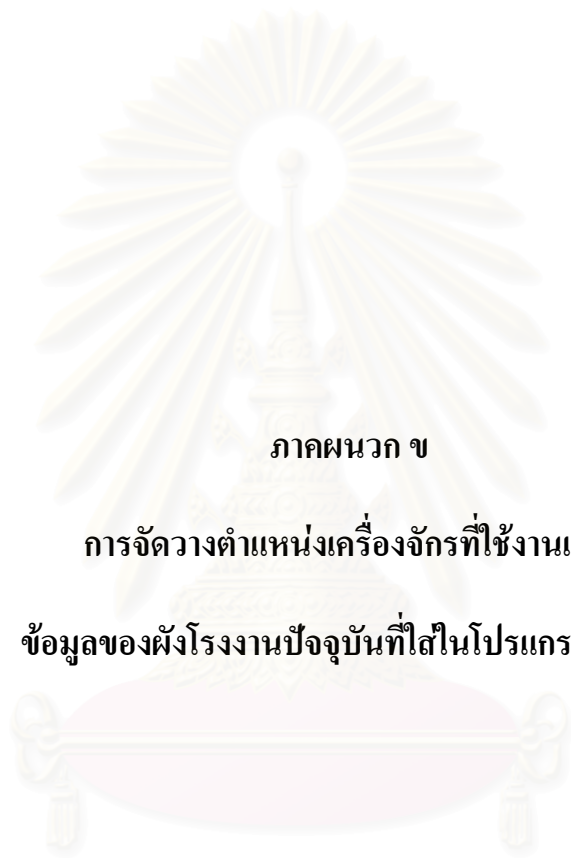 ภาคผนวก ข
การจัดวางตำแหน่งเครื่องจักรที่ใช้งาน
ข้อมูลของผังโรงงานปัจจุบันที่ใส่ในโปรแกร